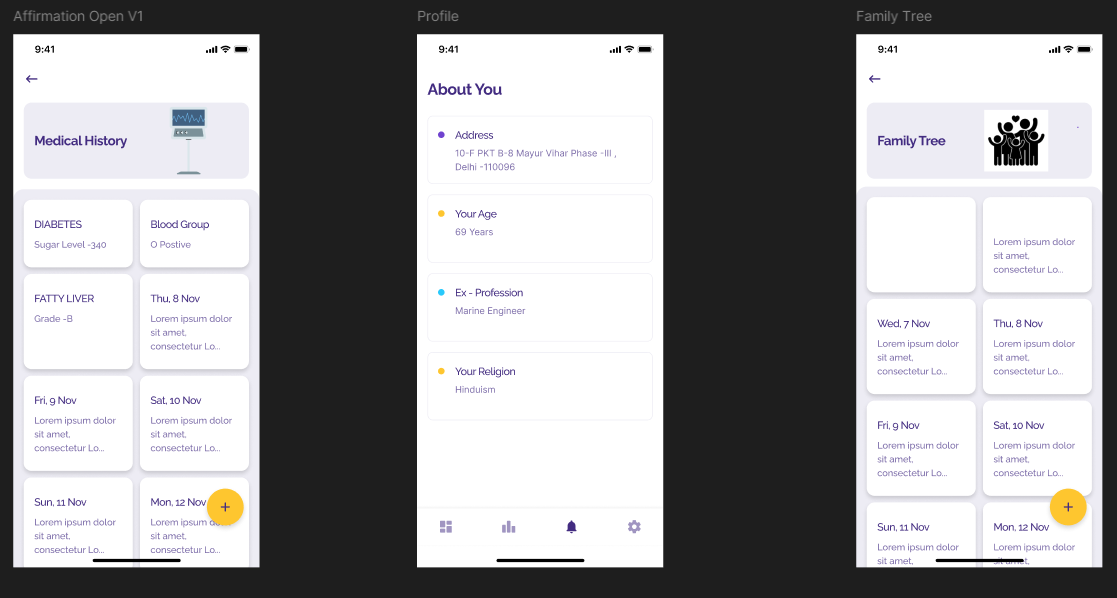 Affirmation Open V1
9:41
Medical History
DIABETES
Sugar Level -340
Blood Group
O Postive
FATTY LIVER
Grade -B
Thu, 8 Nov
Lorem ipsum dolor
sit amet,
consectetur Lo...
Fri, 9 Nov
Lorem ipsum dolor
sit amet,
consectetur Lo...
Sat, 10 Nov
Lorem ipsum dolor
sit amet,
consectetur Lo...
Sun, 11 Nov
Lorem ipsum dolor
sit amet,
consectetur Lo...
Mon, 12 Nov
Lorem ipsum do
sit amet,
consectetur Lo...
Profile
9:41
About You
Address
10-F PKT B-8 Mayur Vihar Phase -III ,
Delhi -110096
Your Age
69 Years
Ex - Profession
Marine Engineer
Your Religion
Hinduism
Family Tree
9:41
Family Tree
Lorem ipsum dolor
sit amet,
consectetur Lo...
Wed, 7 Nov
Lorem ipsum dolor
sit amet,
consectetur Lo...
Thu, 8 Nov
Lorem ipsum dolor
sit amet,
consectetur Lo...
Fri, 9 Nov
Lorem ipsum dolor
sit amet,
consectetur Lo...
Sat, 10 Nov
Lorem ipsum dolor
sit amet,
consectetur Lo...
Sun, 11 Nov
Lorem ipsum dolor
sit amet,
Mon, 12 Nov
Lorem ipsum dolor
sit amet,